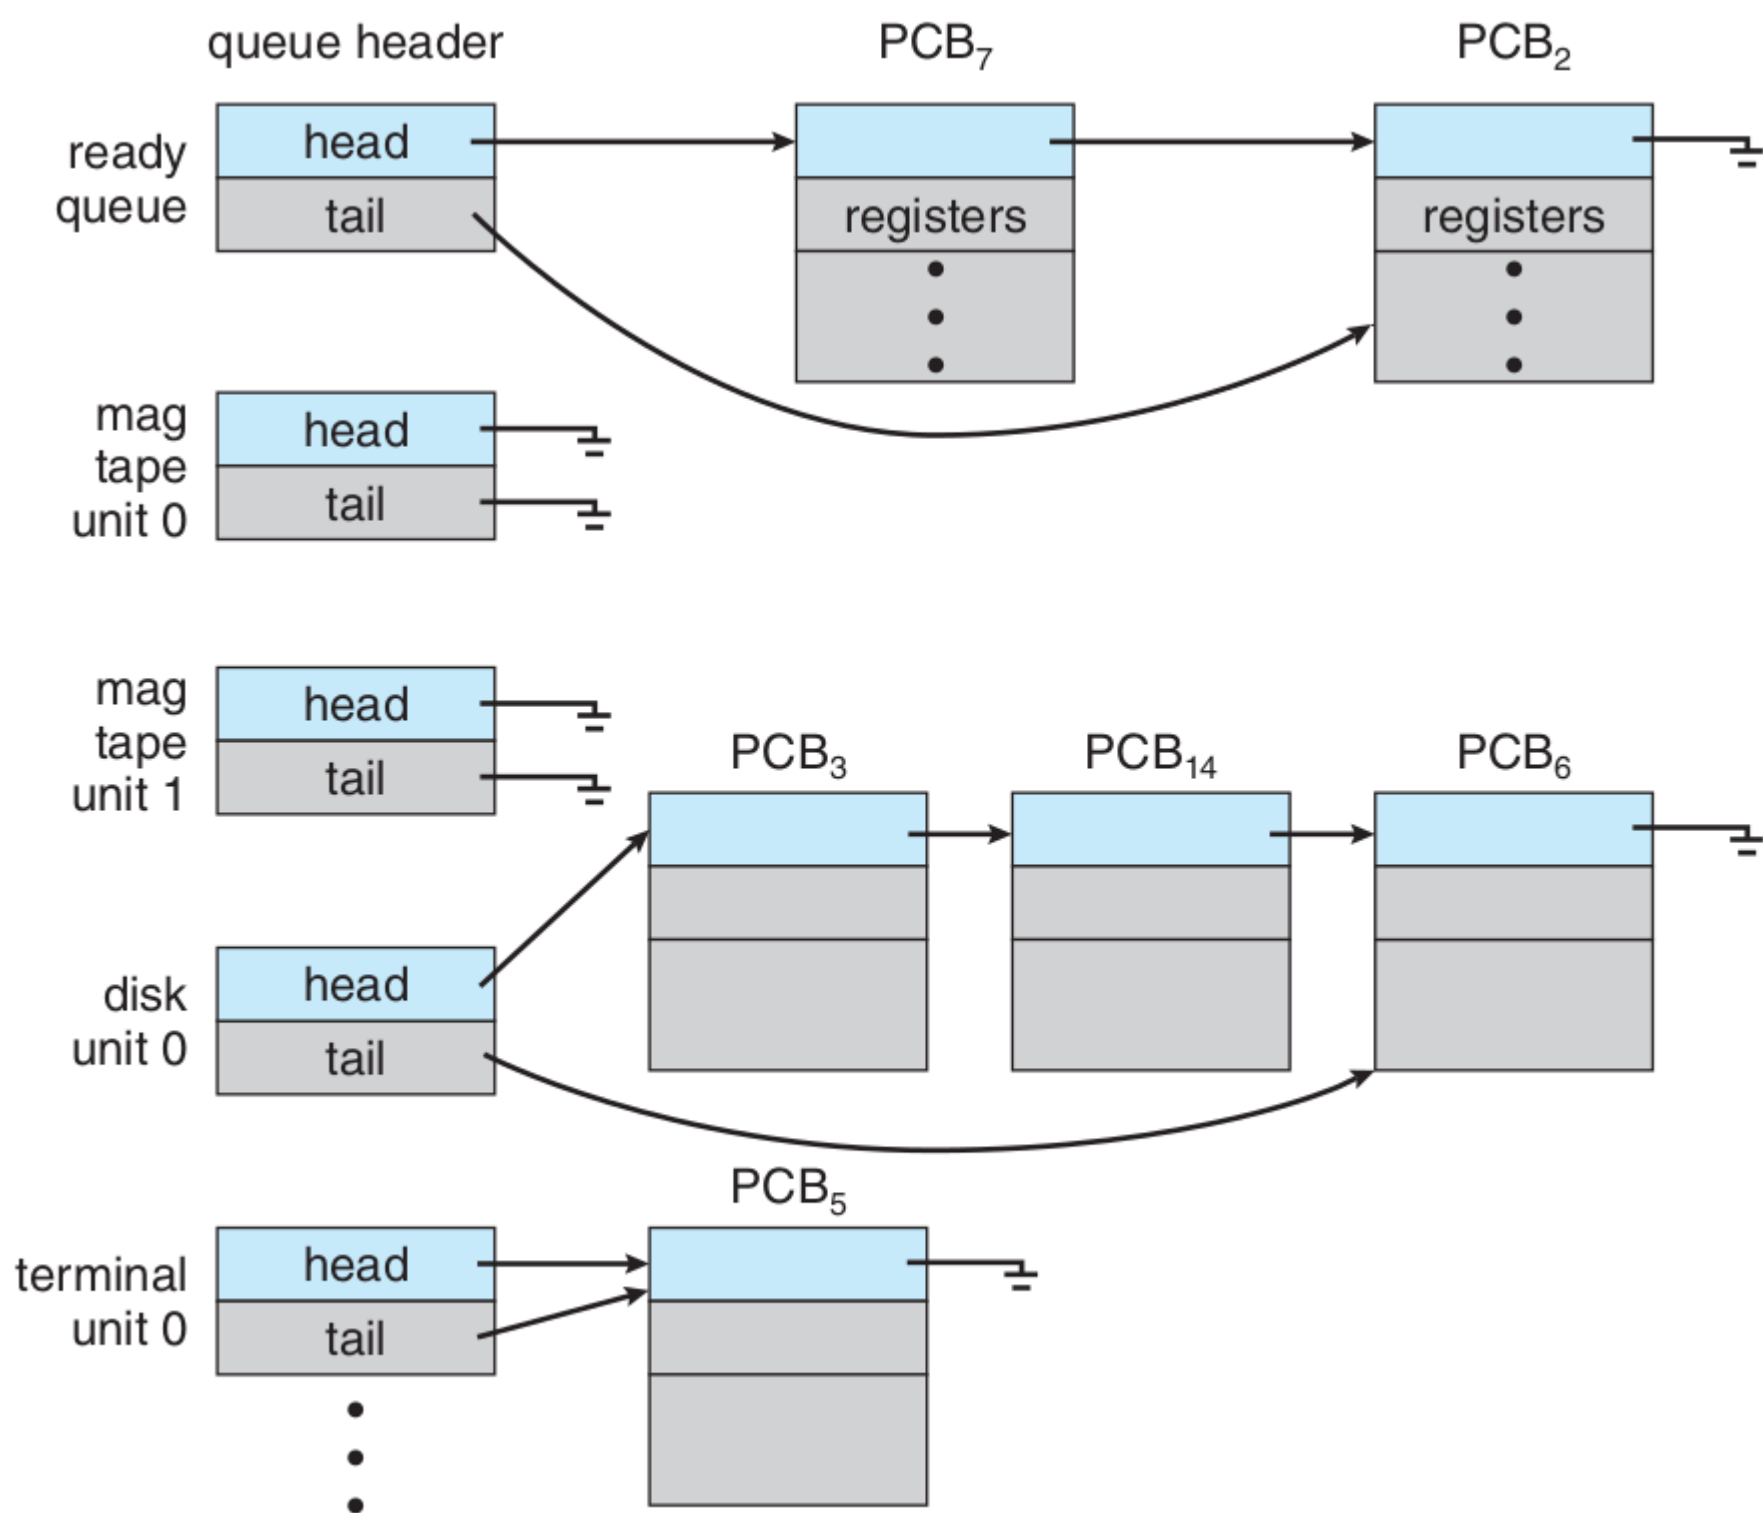 queue header
PCB₇
PCB₂
ready
queue
head
tail
registers
registers
mag
tape
unit 0
head
tail
mag
tape
unit 1
head
tail
PCB₃
PCB₁₄
PCB₆
disk
unit 0
head
tail
PCB₅
terminal
unit 0
head
tail